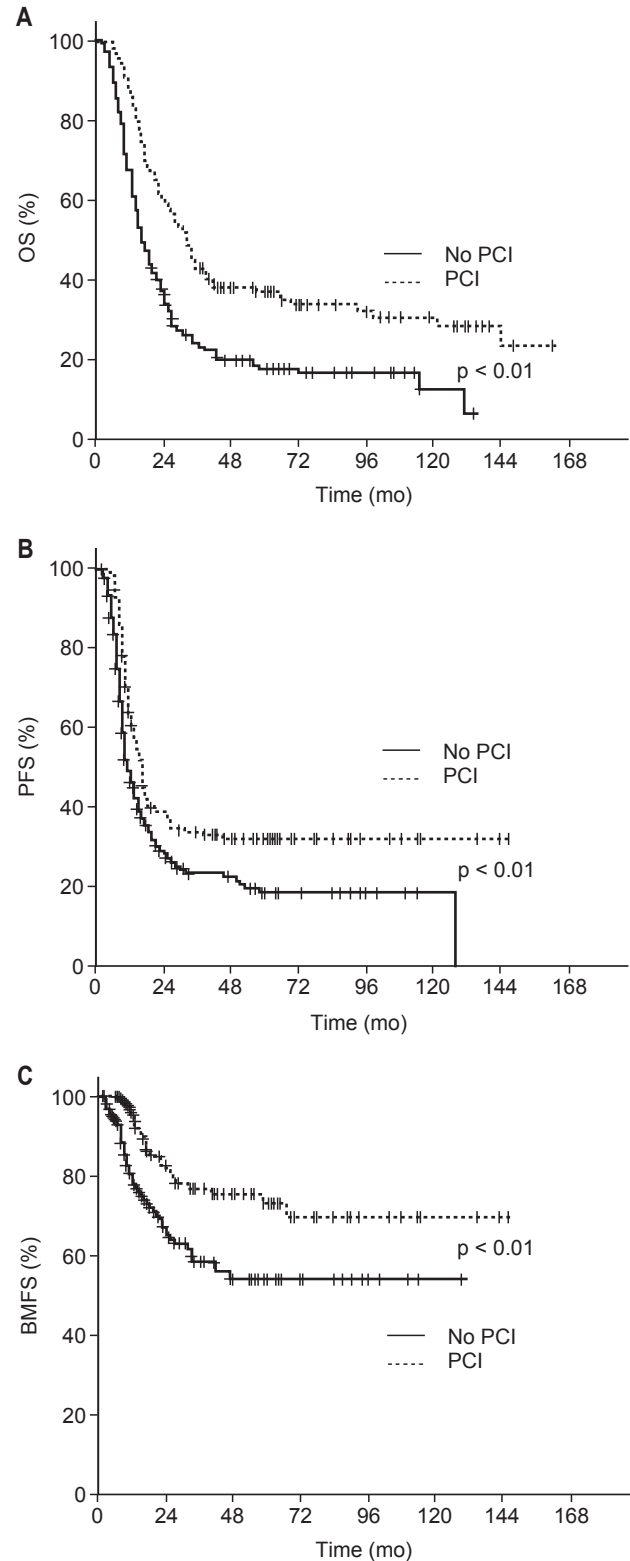 A
100
80
60
40
20
0
OS (%)
No PCI
PCI
p < 0.01
0 24 48 72 96 120 144 168
Time (mo)
B
100
80
60
40
20
0
PFS (%)
No PCI
PCI
p < 0.01
0 24 48 72 96 120 144 168
Time (mo)
C
100
80
60
40
20
0
BMFS (%)
p < 0.01
No PCI
PCI
0 24 48 72 96 120 144 168
Time (mo)